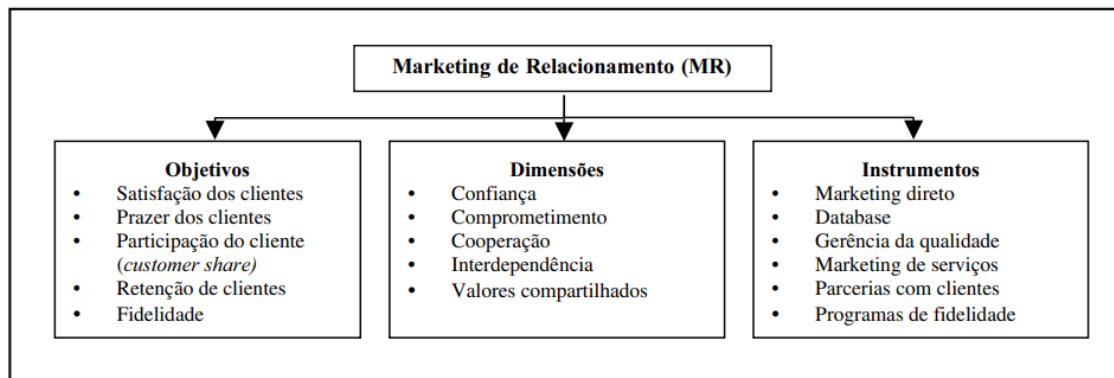 Marketing de Relacionamento (MR)
Objetivos
• Satisfação dos clientes
• Prazer dos clientes
• Participação do cliente
(customer share)
• Retenção de clientes
• Fidelidade
Dimensões
• Confiança
• Comprometimento
• Cooperação
• Interdependência
• Valores compartilhados
Instrumentos
• Marketing direto
• Database
• Gerência da qualidade
• Marketing de serviços
• Parcerias com clientes
• Programas de fidelidade